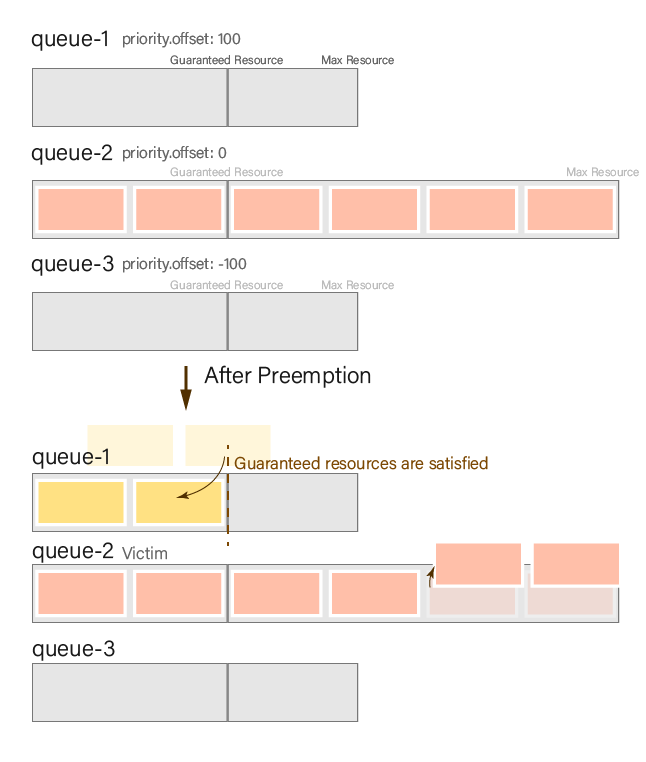 queue-1 priority.offset: 100
Guaranteed Resource Max Resource
queue-2 priority.offset: 0
Guaranteed Resource Max Resource
queue-3 priority.offset: -100
Guaranteed Resource Max Resource
After Preemption
queue-1
Guaranteed resources are satisfied
queue-2 Victim
queue-3